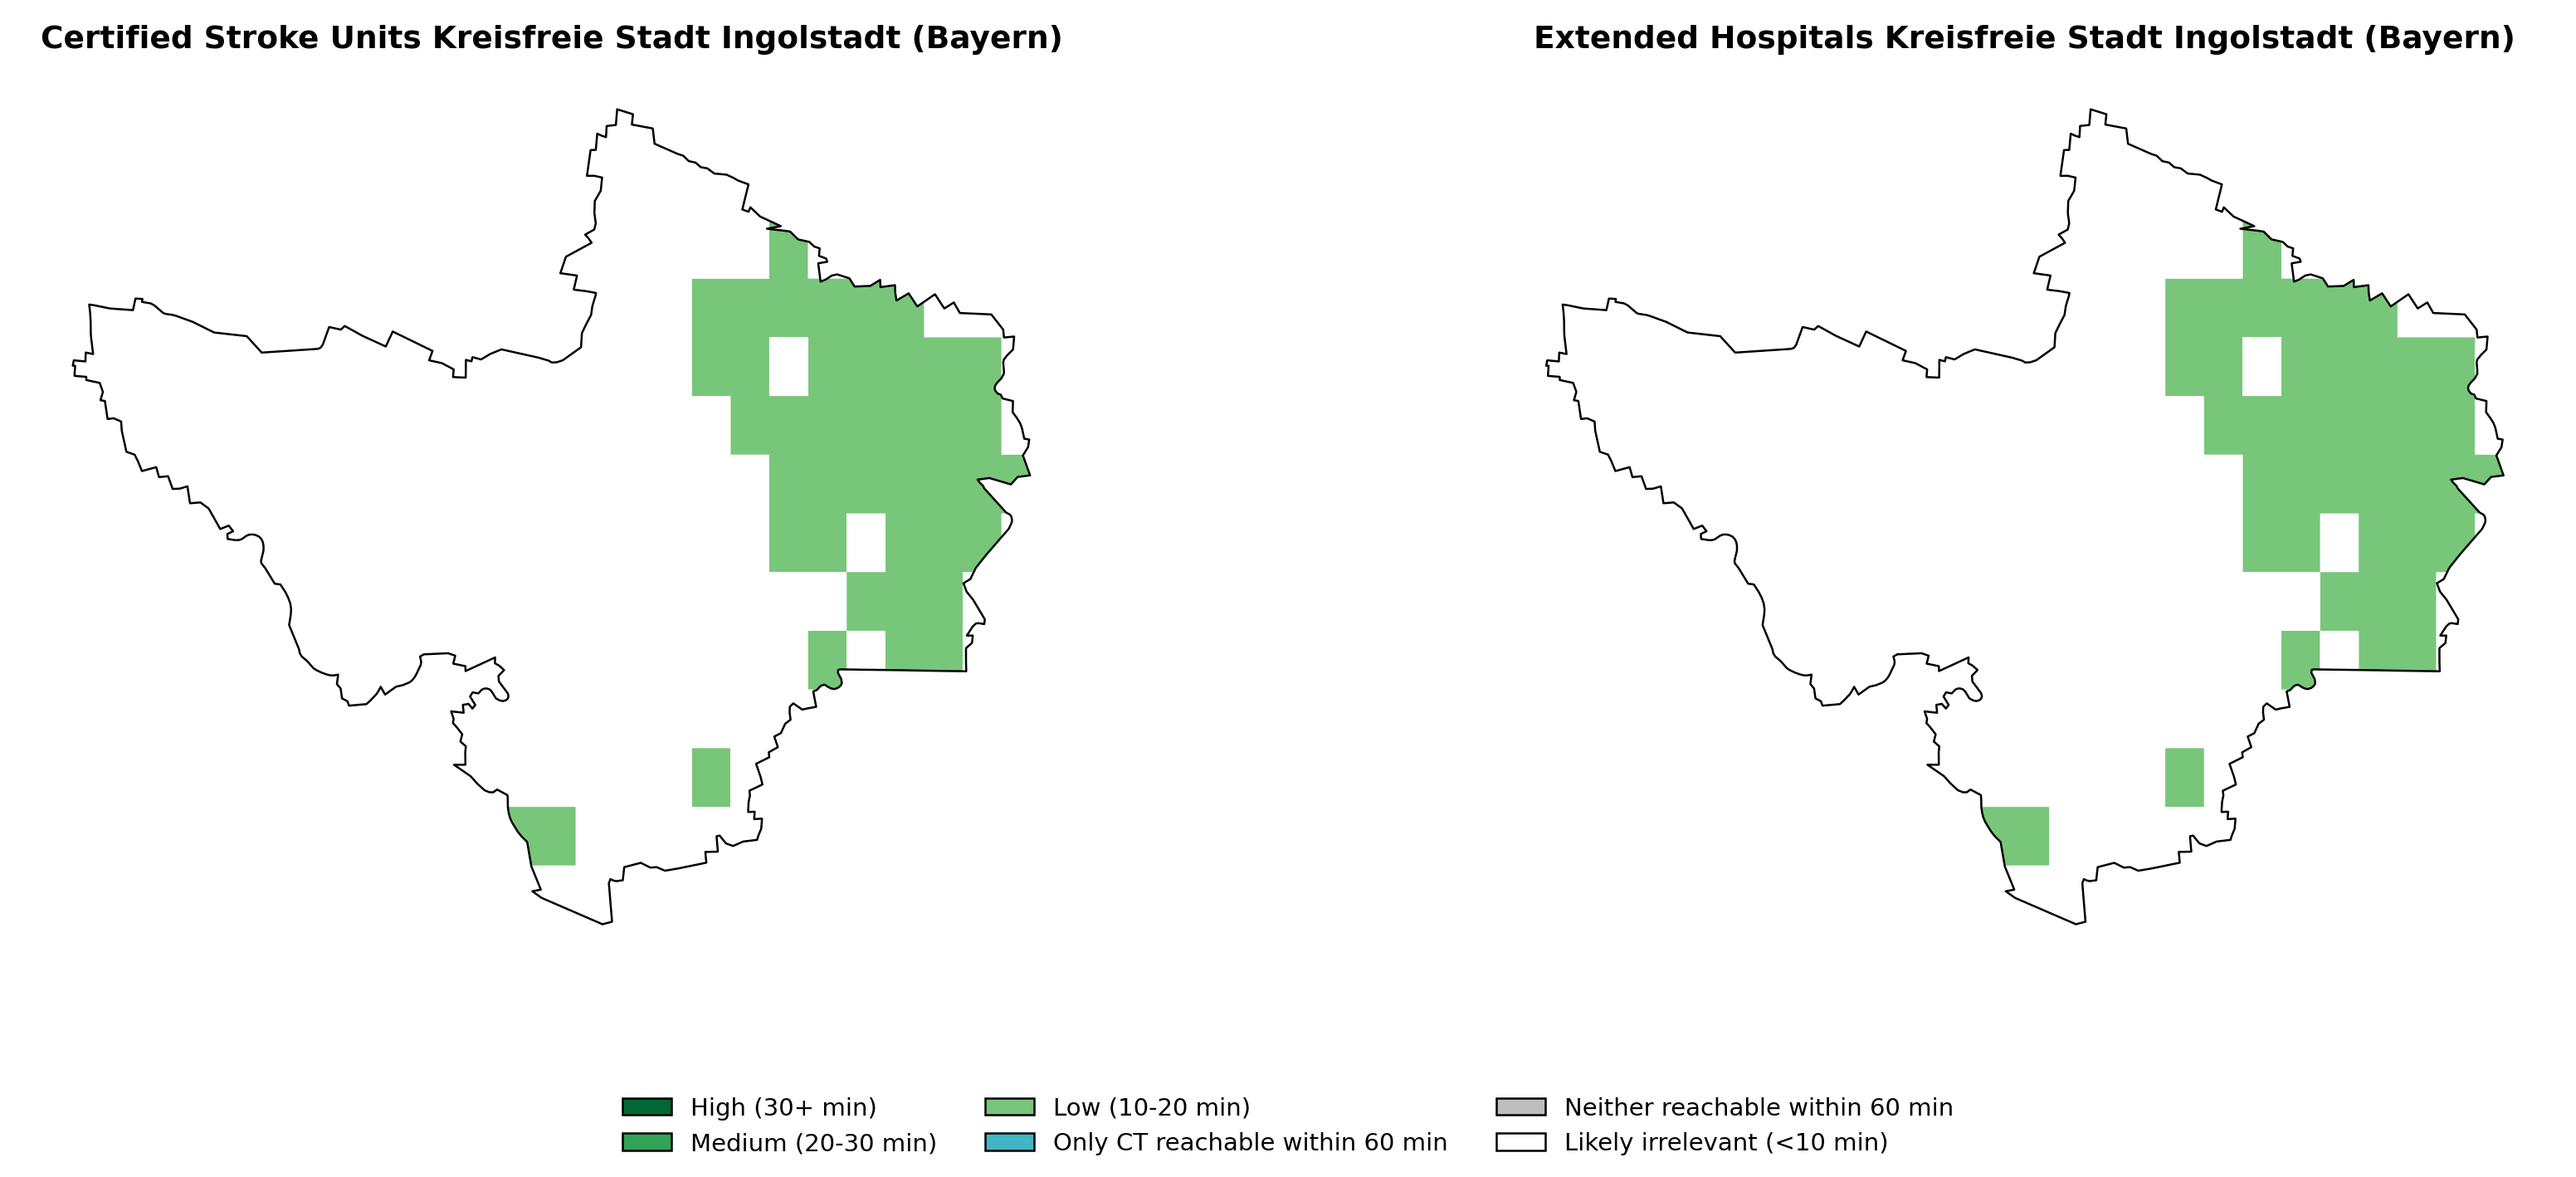 Certified Stroke Units Kreisfreie Stadt Ingolstadt (Bayern)
Extended Hospitals Kreisfreie Stadt Ingolstadt (Bayern)
High (30+ min)
Medium (20-30 min)
Low (10-20 min)
Only CT reachable within 60 min
Neither reachable within 60 min
Likely irrelevant (<10 min)